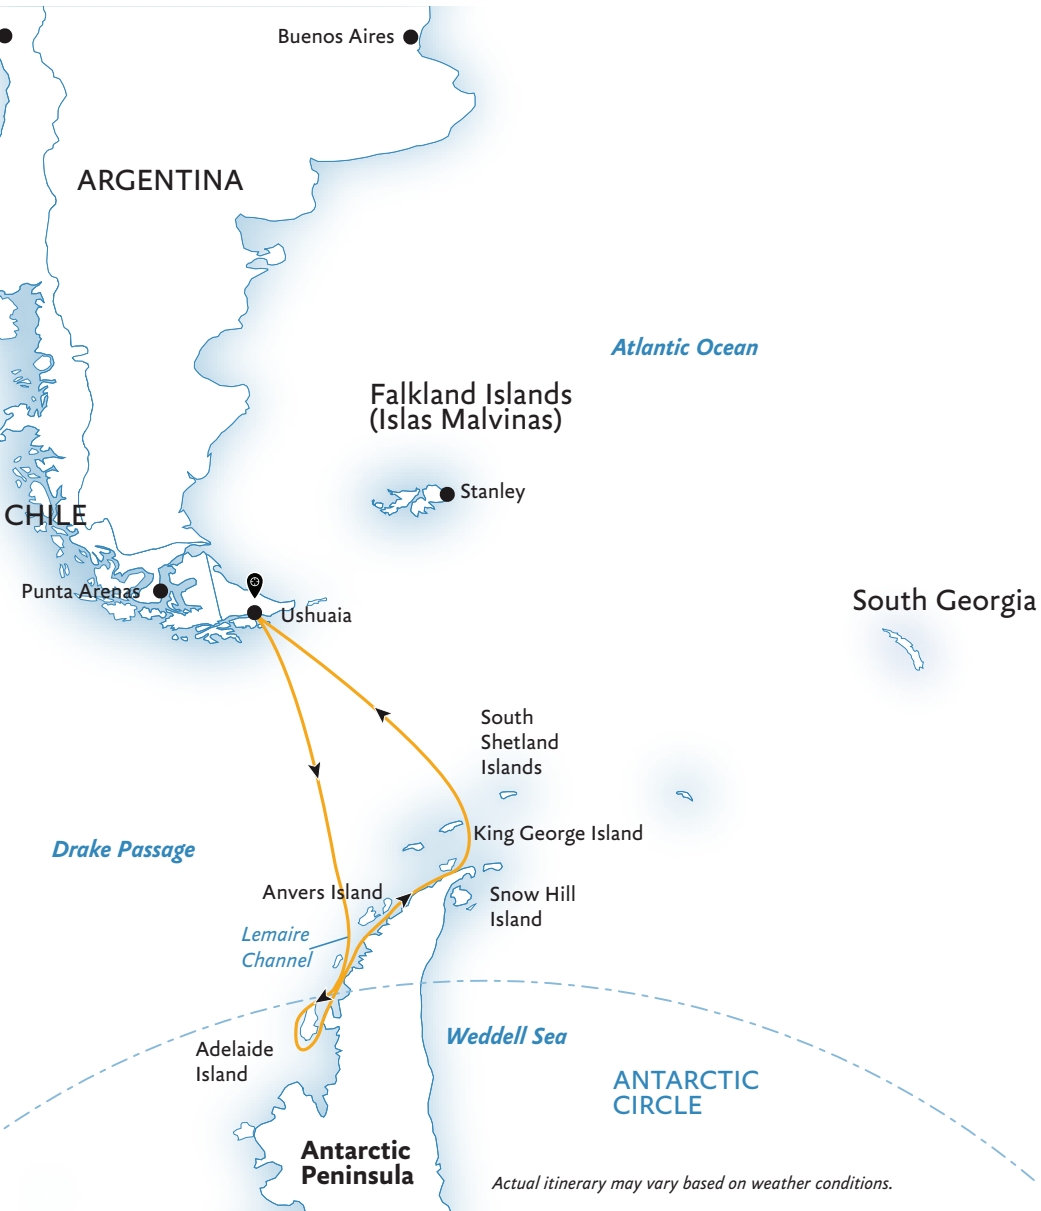 Buenos Aires
ARGENTINA
Atlantic Ocean
Falkland Islands
(Islas Malvinas)
Stanley
CHILE
Punta Arenas
Ushuaia
South Georgia
South
Shetland
Islands
Drake Passage
King George Island
Anvers Island
Snow Hill
Island
Lemaire
Channel
Weddell Sea
Adelaide
Island
ANTARCTIC
CIRCLE
Antarctic
Peninsula
Actual itinerary may vary based on weather conditions.